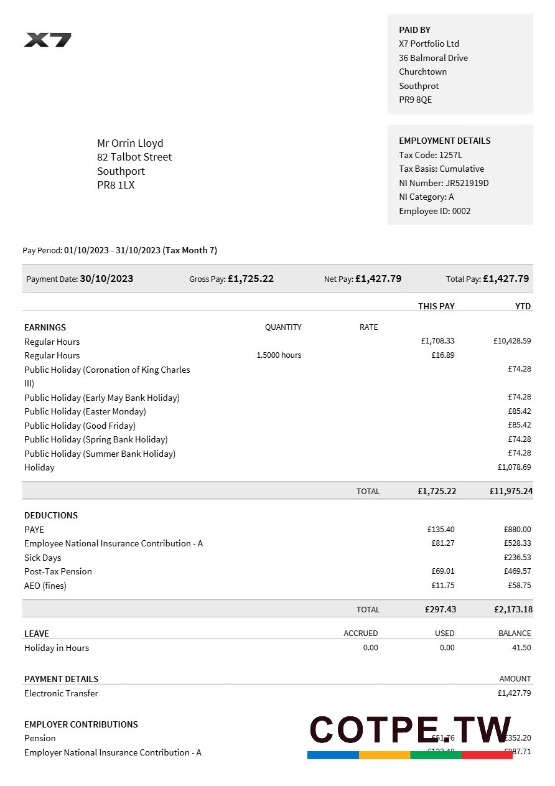 X7
PAID BY
X7 Portfolio Ltd
36 Balmoral Drive
Churchtown
Southprot
PR9 8QE
Mr Orrin Lloyd
82 Talbot Street
Southport
PR8 1LX
EMPLOYMENT DETAILS
Tax Code: 1257L
Tax Basis: Cumulative
NI Number: JR521919D
NI Category: A
Employee ID: 0002
Pay Period: 01/10/2023 - 31/10/2023 (Tax Month 7)
Payment Date: 30/10/2023 Gross Pay: £1,725.22 Net Pay: £1,427.79 Total Pay: £1,427.79
THIS PAY YTD
EARNINGS QUANTITY RATE
Regular Hours £1,708.33 £10,428.59
Regular Hours 1.5000 hours £16.89
Public Holiday (Coronation of King Charles £74.28
III)
Public Holiday (Early May Bank Holiday) £74.28
Public Holiday (Easter Monday) £85.42
Public Holiday (Good Friday) £85.42
Public Holiday (Spring Bank Holiday) £74.28
Public Holiday (Summer Bank Holiday) £74.28
Holiday £1,078.69
TOTAL £1,725.22 £11,975.24
DEDUCTIONS
PAYE £135.40 £880.00
Employee National Insurance Contribution - A £81.27 £528.33
Sick Days £236.53
Post-Tax Pension £69.01 £469.57
AEO (fines) £11.75 £58.75
TOTAL £297.43 £2,173.18
LEAVE ACCRUED USED BALANCE
Holiday in Hours 0.00 0.00 41.50
PAYMENT DETAILS AMOUNT
Electronic Transfer £1,427.79
EMPLOYER CONTRIBUTIONS
COTPE.TW
Pension £51.76 £352.20
Employer National Insurance Contribution - A